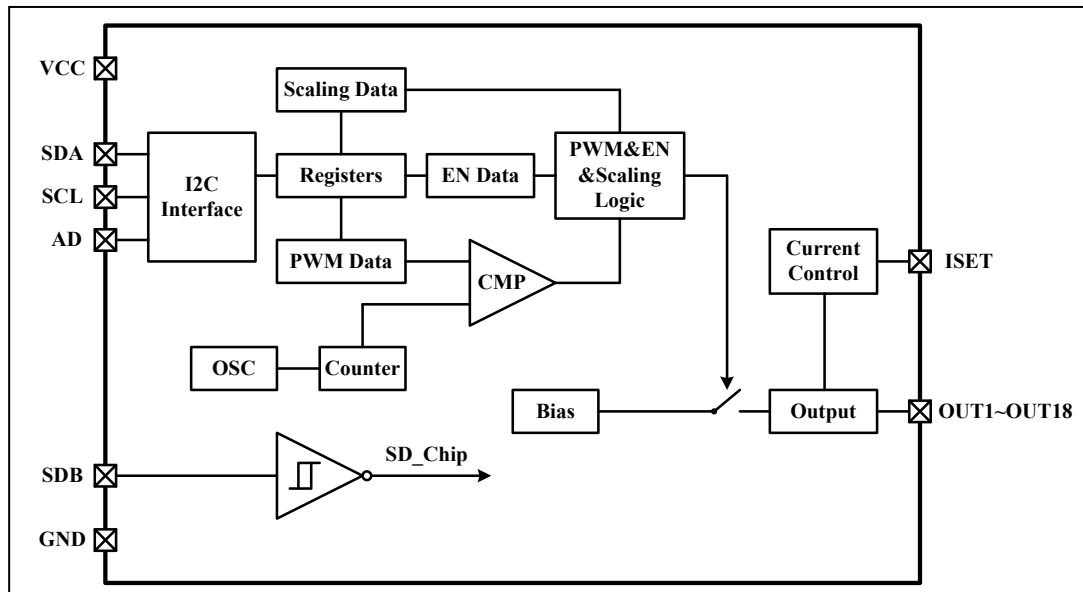 VCC
SDA
SCL
AD
I2C
Interface
Scaling Data
Registers
PWM Data
EN Data
PWM&EN
&Scaling
Logic
CMP
OSC
Counter
Current
Control
ISET
Bias
Output
OUT1~OUT18
SDB
SD_Chip
GND